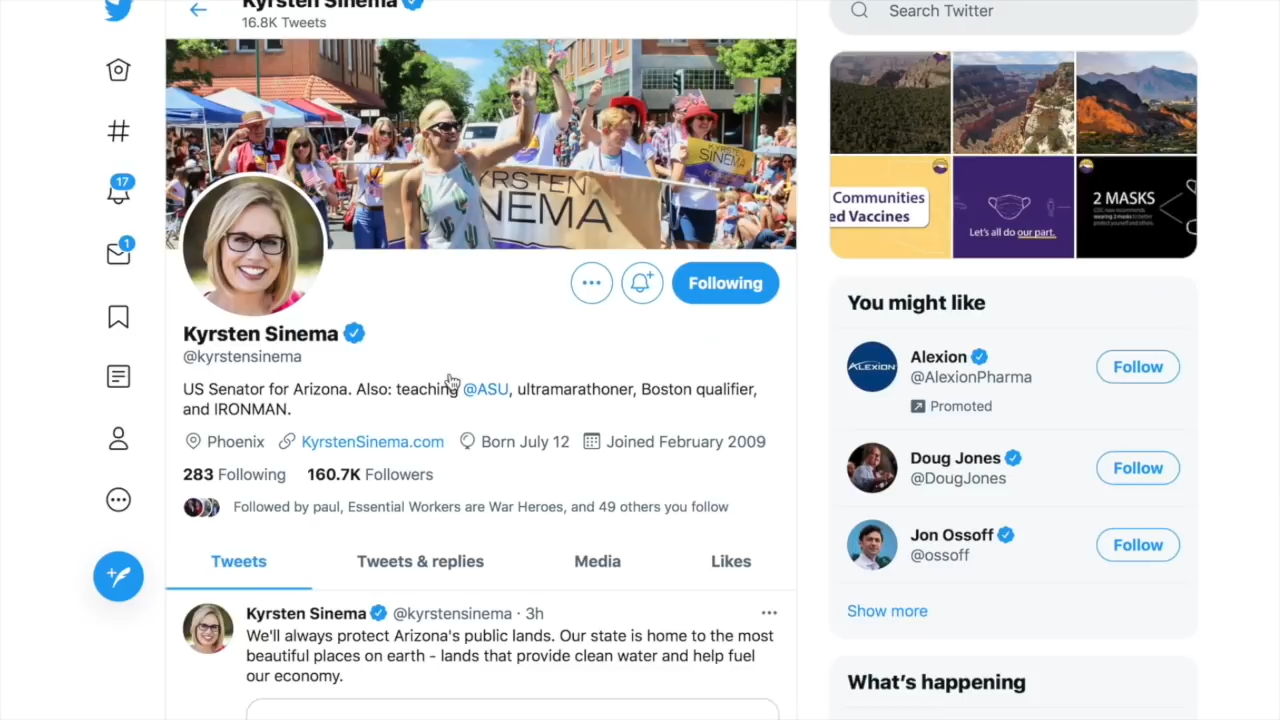 Kyrsten Sinema
16.8K Tweets
Search Twitter
17
1
KYRSTEN
SINEMA
KYRSTEN
SINEMA
Communities
ed Vaccines
Let's all do our part.
2 MASKS
Following
Kyrsten Sinema
@kyrstensinema
US Senator for Arizona. Also: teaching @ASU, ultramarathoner, Boston qualifier,
and IRONMAN.
Phoenix KyrstenSinema.com Born July 12 Joined February 2009
283 Following 160.7K Followers
Followed by paul, Essential Workers are War Heroes, and 49 others you follow
Tweets Tweets & replies Media Likes
Kyrsten Sinema @kyrstensinema · 3h
We'll always protect Arizona's public lands. Our state is home to the most
beautiful places on earth - lands that provide clean water and help fuel
our economy.
You might like
ALEXION
Alexion
@AlexionPharma
Promoted
Follow
Doug Jones
@DougJones
Follow
Jon Ossoff
@ossoff
Follow
Show more
What's happening